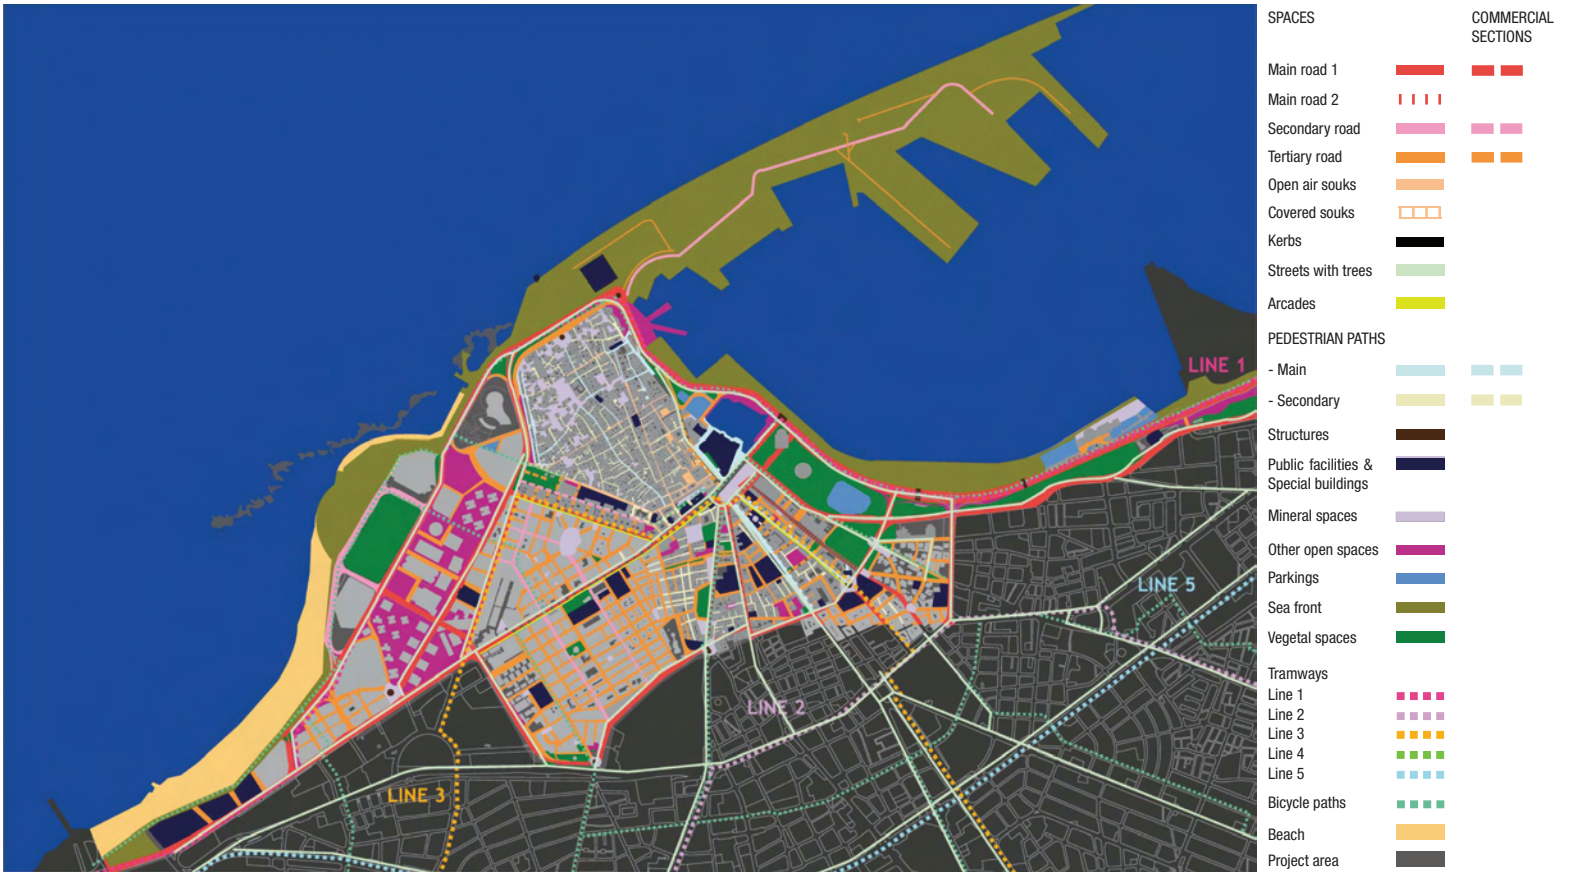 LINE 1
LINE 5
LINE 2
LINE 3
SPACES
COMMERCIAL
SECTIONS
Main road 1
Main road 2
Secondary road
Tertiary road
Open air souks
Covered souks
Kerbs
Streets with trees
Arcades
PEDESTRIAN PATHS
- Main
- Secondary
Structures
Public facilities &
Special buildings
Mineral spaces
Other open spaces
Parkings
Sea front
Vegetal spaces
Tramways
Line 1
Line 2
Line 3
Line 4
Line 5
Bicycle paths
Beach
Project area